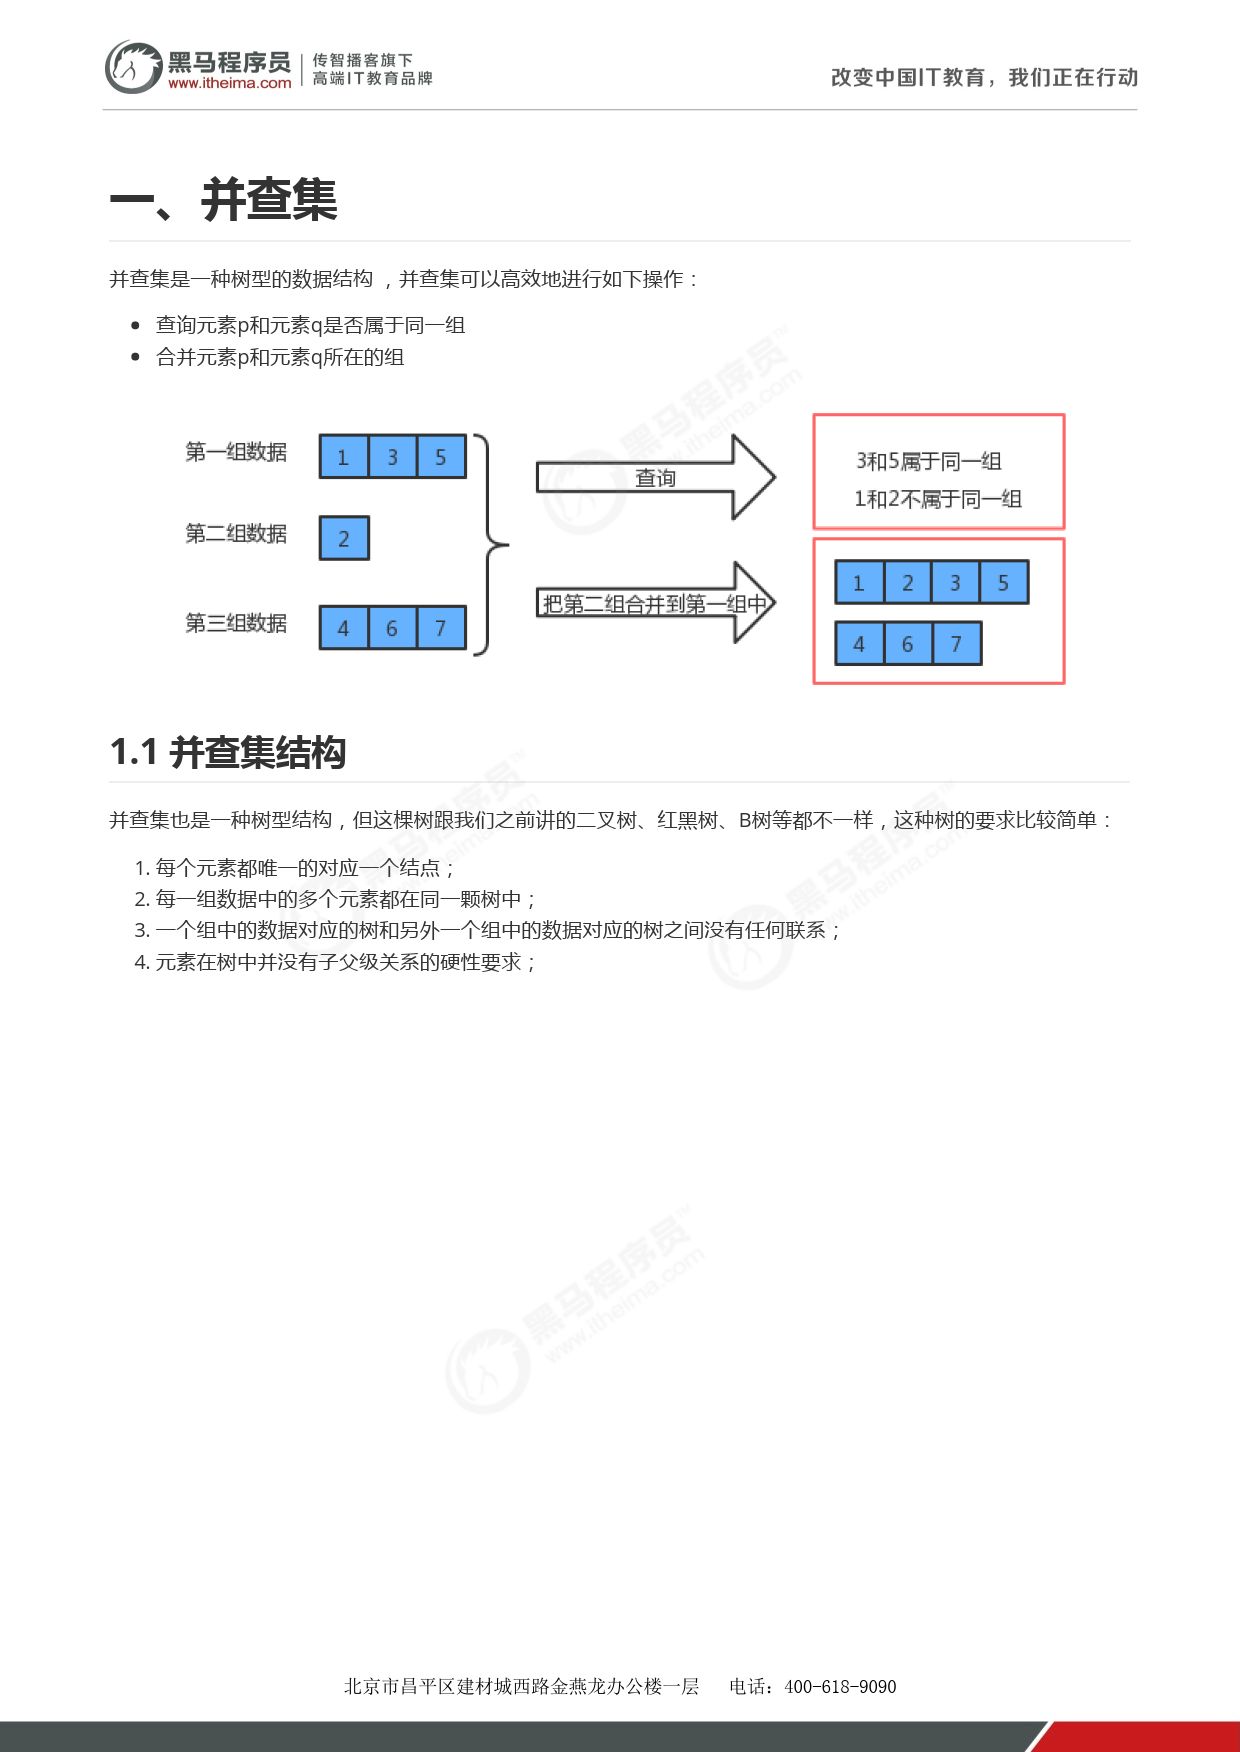 黑马程序员
www.itheima.com
传智播客旗下
高端IT教育品牌
改变中国IT教育，我们正在行动
一、并查集
并查集是一种树型的数据结构 ，并查集可以高效地进行如下操作：
查询元素p和元素q是否属于同一组
合并元素p和元素q所在的组
第一组数据 1 3 5
第二组数据 2
第三组数据 4 6 7
查询
把第二组合并到第一组中
3和5属于同一组
1和2不属于同一组
1 2 3 5
4 6 7
1.1 并查集结构
并查集也是一种树型结构，但这棵树跟我们之前讲的二叉树、红黑树、B树等都不一样，这种树的要求比较简单：
1. 每个元素都唯一的对应一个结点；
2. 每一组数据中的多个元素都在同一颗树中；
3. 一个组中的数据对应的树和另外一个组中的数据对应的树之间没有任何联系；
4. 元素在树中并没有子父级关系的硬性要求；
黑马程序员™
www.itheima.com
北京市昌平区建材城西路金燕龙办公楼一层 电话：400-618-9090